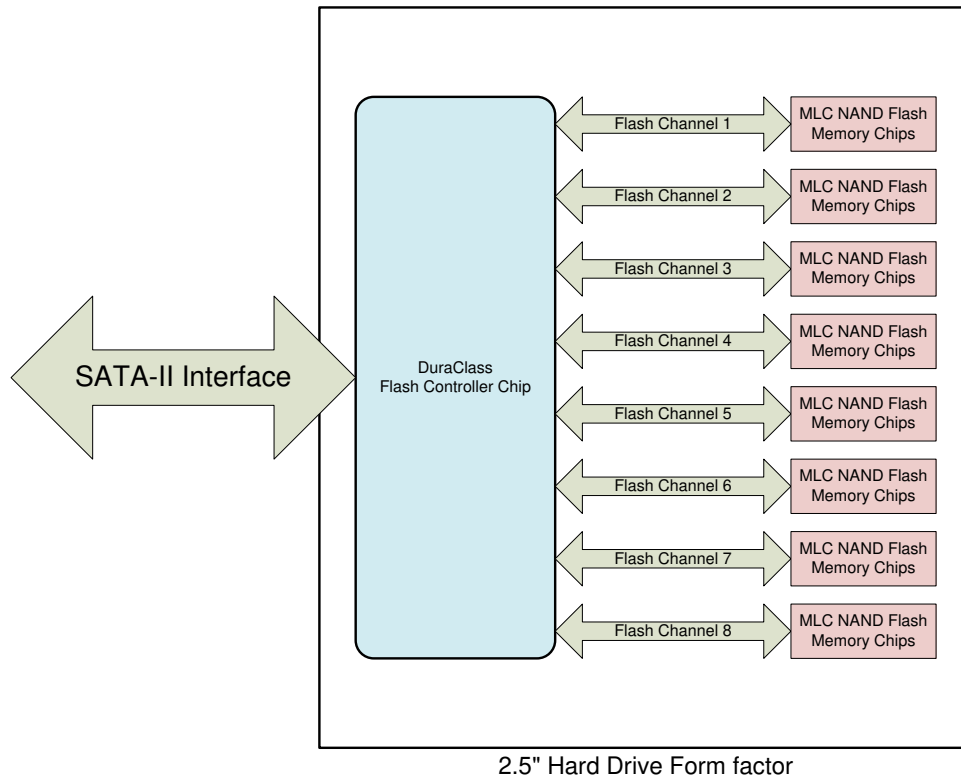 Flash Channel 1
MLC NAND Flash
Memory Chips
Flash Channel 2
MLC NAND Flash
Memory Chips
Flash Channel 3
MLC NAND Flash
Memory Chips
Flash Channel 4
MLC NAND Flash
Memory Chips
SATA-II Interface
DuraClass
Flash Controller Chip
Flash Channel 5
MLC NAND Flash
Memory Chips
Flash Channel 6
MLC NAND Flash
Memory Chips
Flash Channel 7
MLC NAND Flash
Memory Chips
Flash Channel 8
MLC NAND Flash
Memory Chips
2.5" Hard Drive Form factor